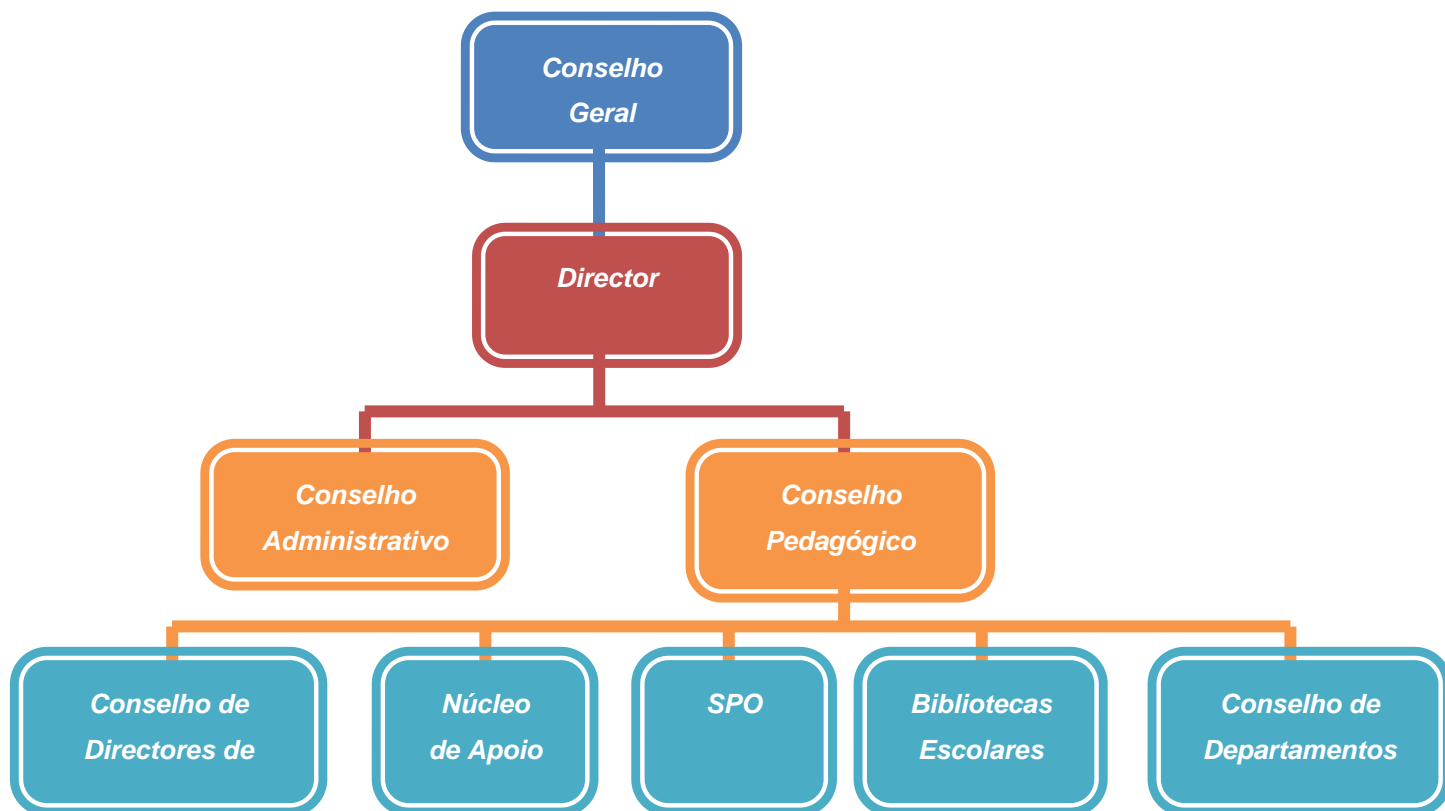 Conselho
Geral
Director
Conselho
Administrativo
Conselho
Pedagógico
Conselho de
Directores de
Núcleo
de Apoio
SPO
Bibliotecas
Escolares
Conselho de
Departamentos